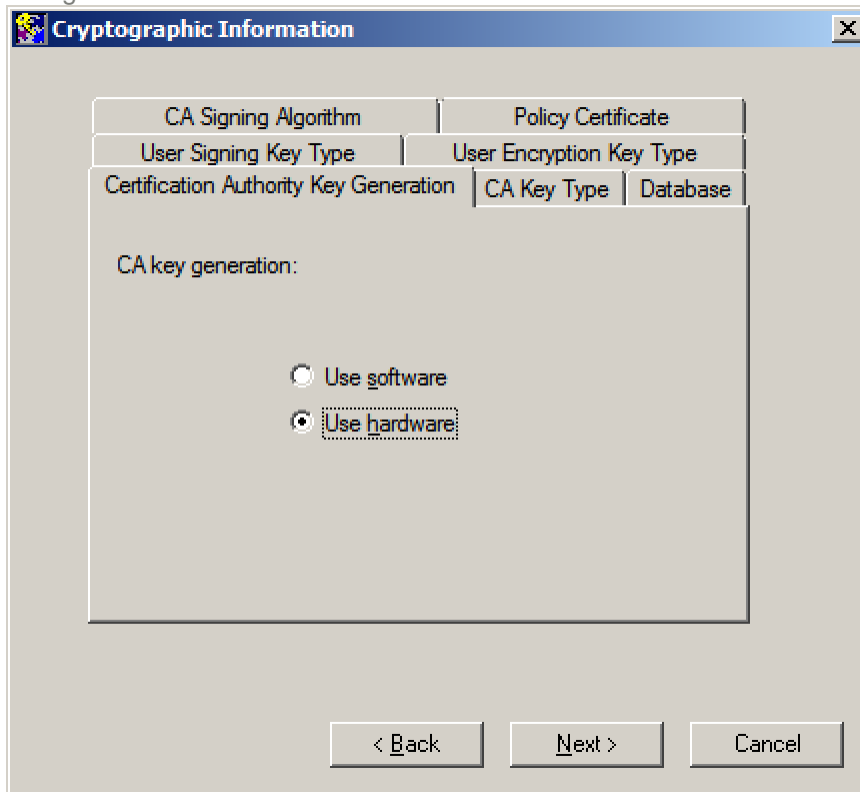 Cryptographic Information
CA Signing Algorithm Policy Certificate
User Signing Key Type User Encryption Key Type
Certification Authority Key Generation CA Key Type Database
CA key generation:
Use software
Use hardware
< Back Next > Cancel